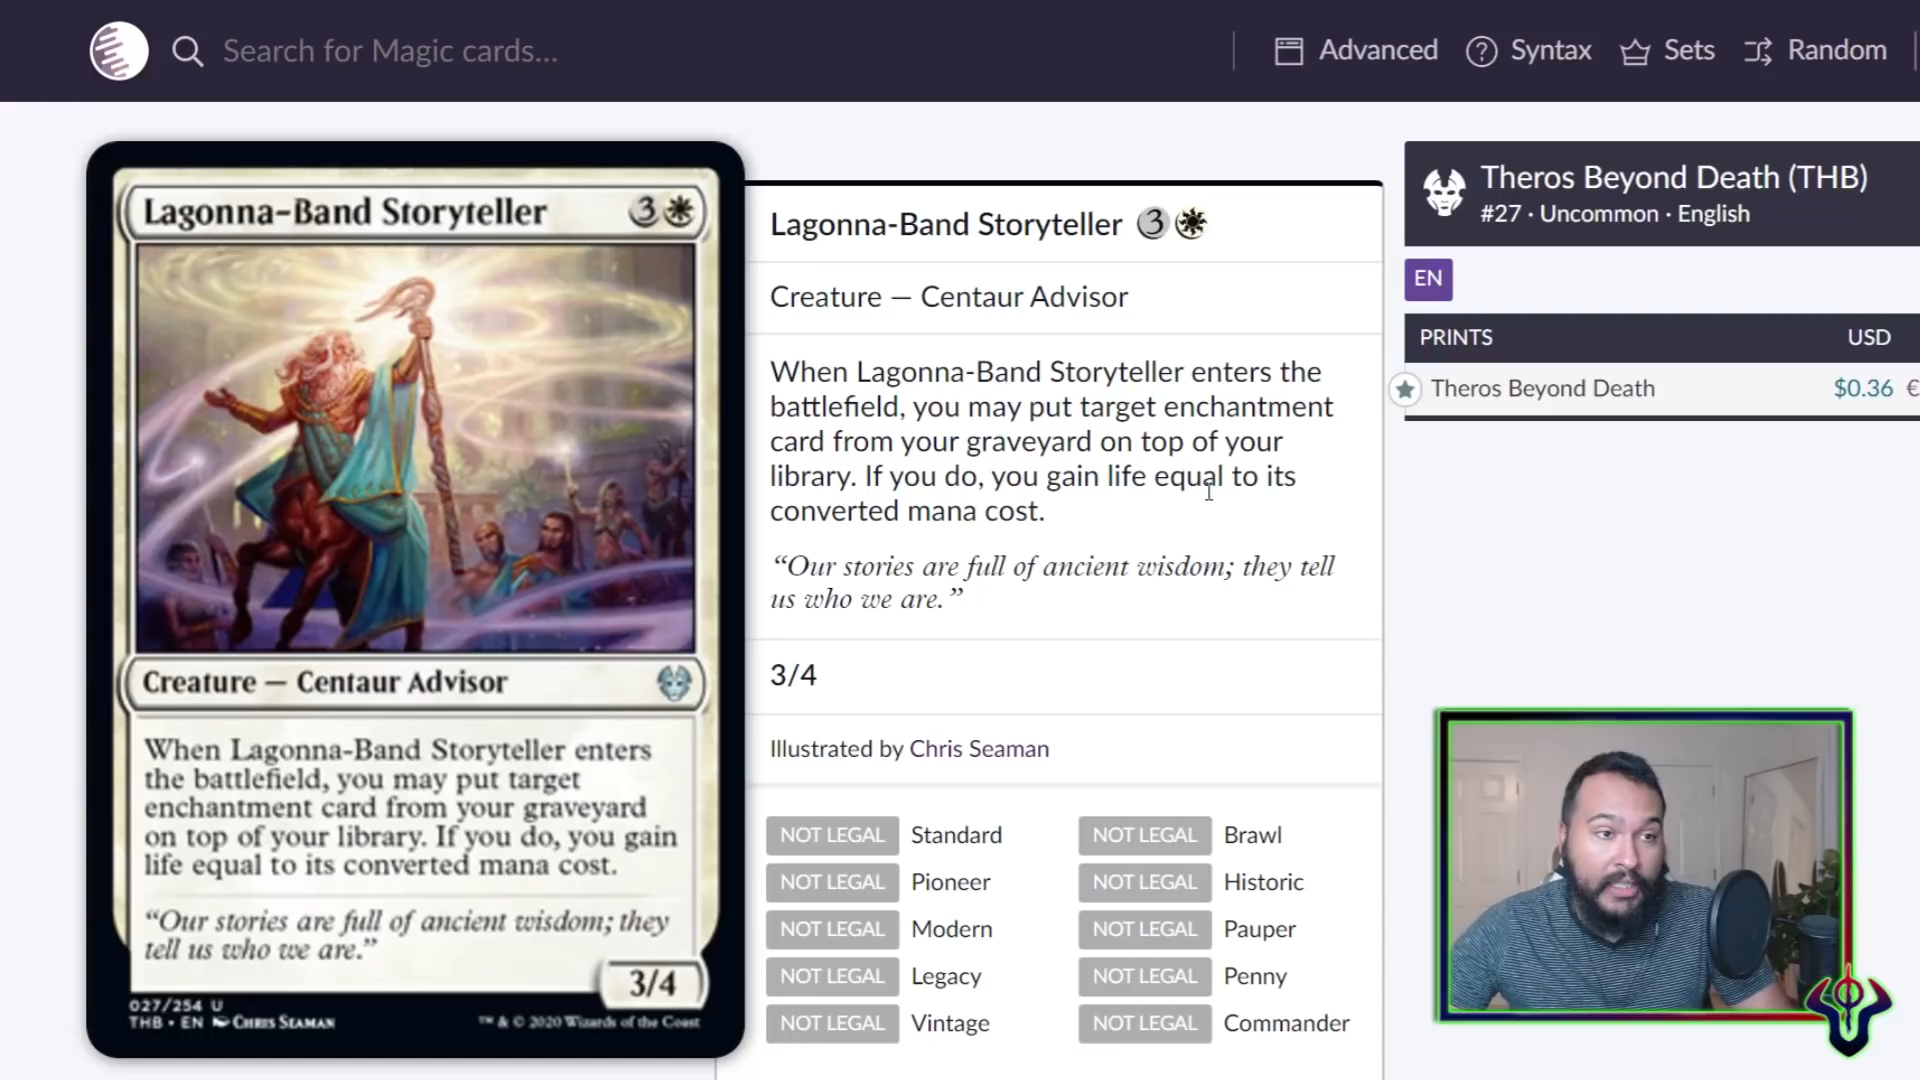 Search for Magic cards...
Advanced
Syntax
Sets
Random
Lagonna-Band Storyteller 3
Creature — Centaur Advisor
When Lagonna-Band Storyteller enters
the battlefield, you may put target
enchantment card from your graveyard
on top of your library. If you do, you gain
life equal to its converted mana cost.
“Our stories are full of ancient wisdom; they
tell us who we are.”
3/4
027/254 U
THB • EN CHRIS SEAMAN
™ & © 2020 Wizards of the Coast
Lagonna-Band Storyteller 3
Creature — Centaur Advisor
When Lagonna-Band Storyteller enters the
battlefield, you may put target enchantment
card from your graveyard on top of your
library. If you do, you gain life equal to its
converted mana cost.
“Our stories are full of ancient wisdom; they tell
us who we are.”
3/4
Illustrated by Chris Seaman
NOT LEGAL Standard NOT LEGAL Brawl
NOT LEGAL Pioneer NOT LEGAL Historic
NOT LEGAL Modern NOT LEGAL Pauper
NOT LEGAL Legacy NOT LEGAL Penny
NOT LEGAL Vintage NOT LEGAL Commander
Theros Beyond Death (THB)
#27 · Uncommon · English
EN
PRINTS USD
Theros Beyond Death $0.36 €